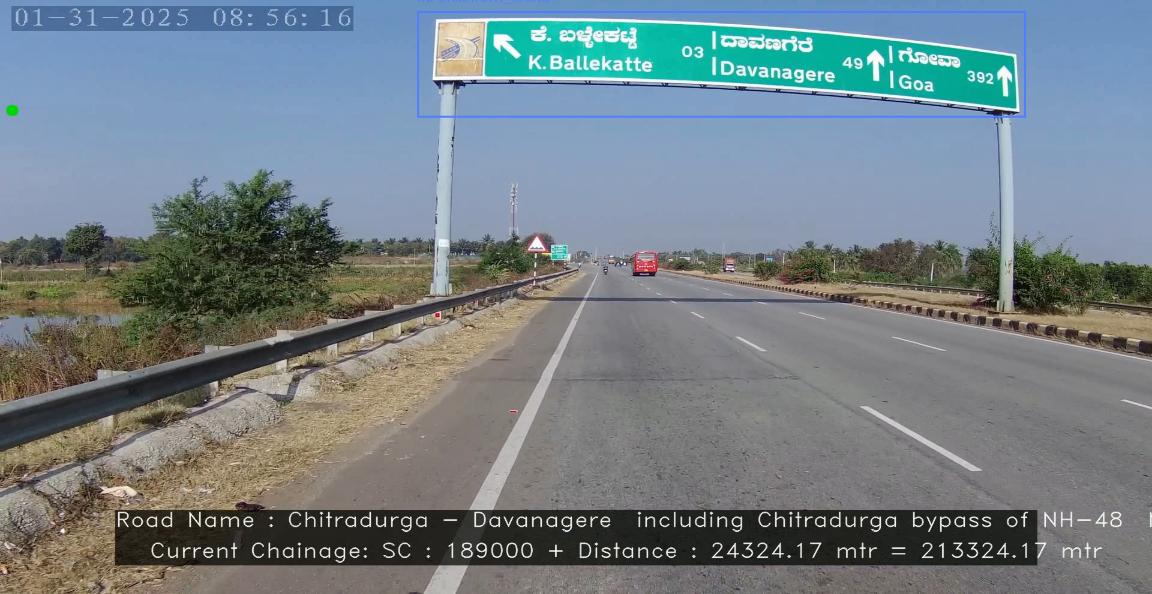 01-31-2025 08:56:16
ಕೆ. ಬಳ್ಳೇಕಟ್ಟೆ
K.Ballekatte 03
ದಾವಣಗೆರೆ
Davanagere 49
ಗೋವಾ
Goa 392
Road Name : Chitradurga - Davanagere including Chitradurga bypass of NH-48
Current Chainage: SC : 189000 + Distance : 24324.17 mtr = 213324.17 mtr